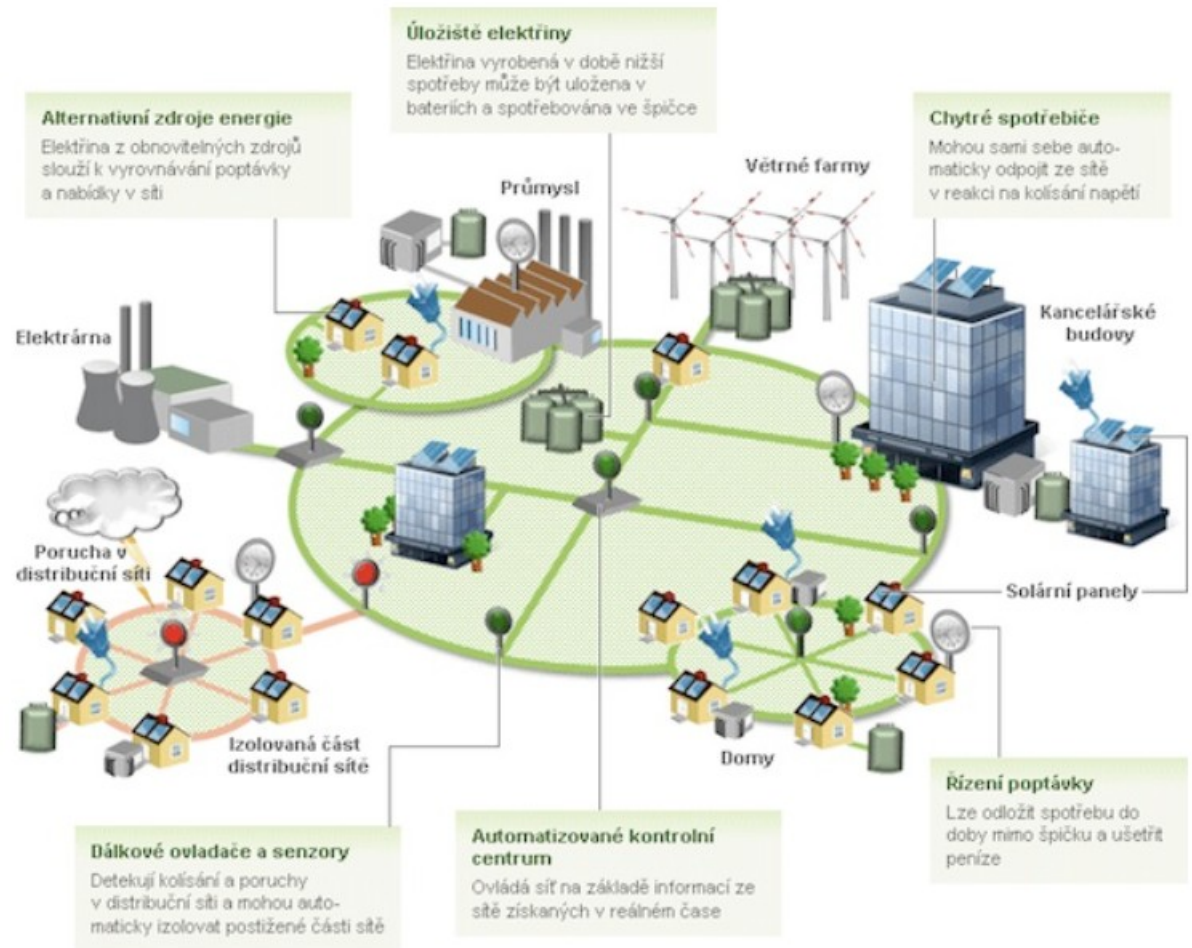 Úložiště elektřiny
Elektřina vyrobená v době nižší
spotřeby může být uložena v
bateriích a spotřebována ve špičce
Alternativní zdroje energie
Elektřina z obnovitelných zdrojů
slouží k vyrovnávání poptávky
a nabídky v síti
Chytré spotřebiče
Mohou sami sebe auto-
maticky odpojit ze sítě
v reakci na kolísání napětí
Průmysl
Větrné farmy
Kancelářské
budovy
Elektrárna
Porucha v
distribuční síti
Solární panely
Izolovaná část
distribuční sítě
Domy
Řízení poptávky
Lze odložit spotřebu do
doby mimo špičku a ušetřit
peníze
Dálkové ovladače a senzory
Detekují kolísání a poruchy
v distribuční síti a mohou auto-
maticky izolovat postižené části sítě
Automatizované kontrolní
centrum
Ovládá síť na základě informací ze
sítě získaných v reálném čase